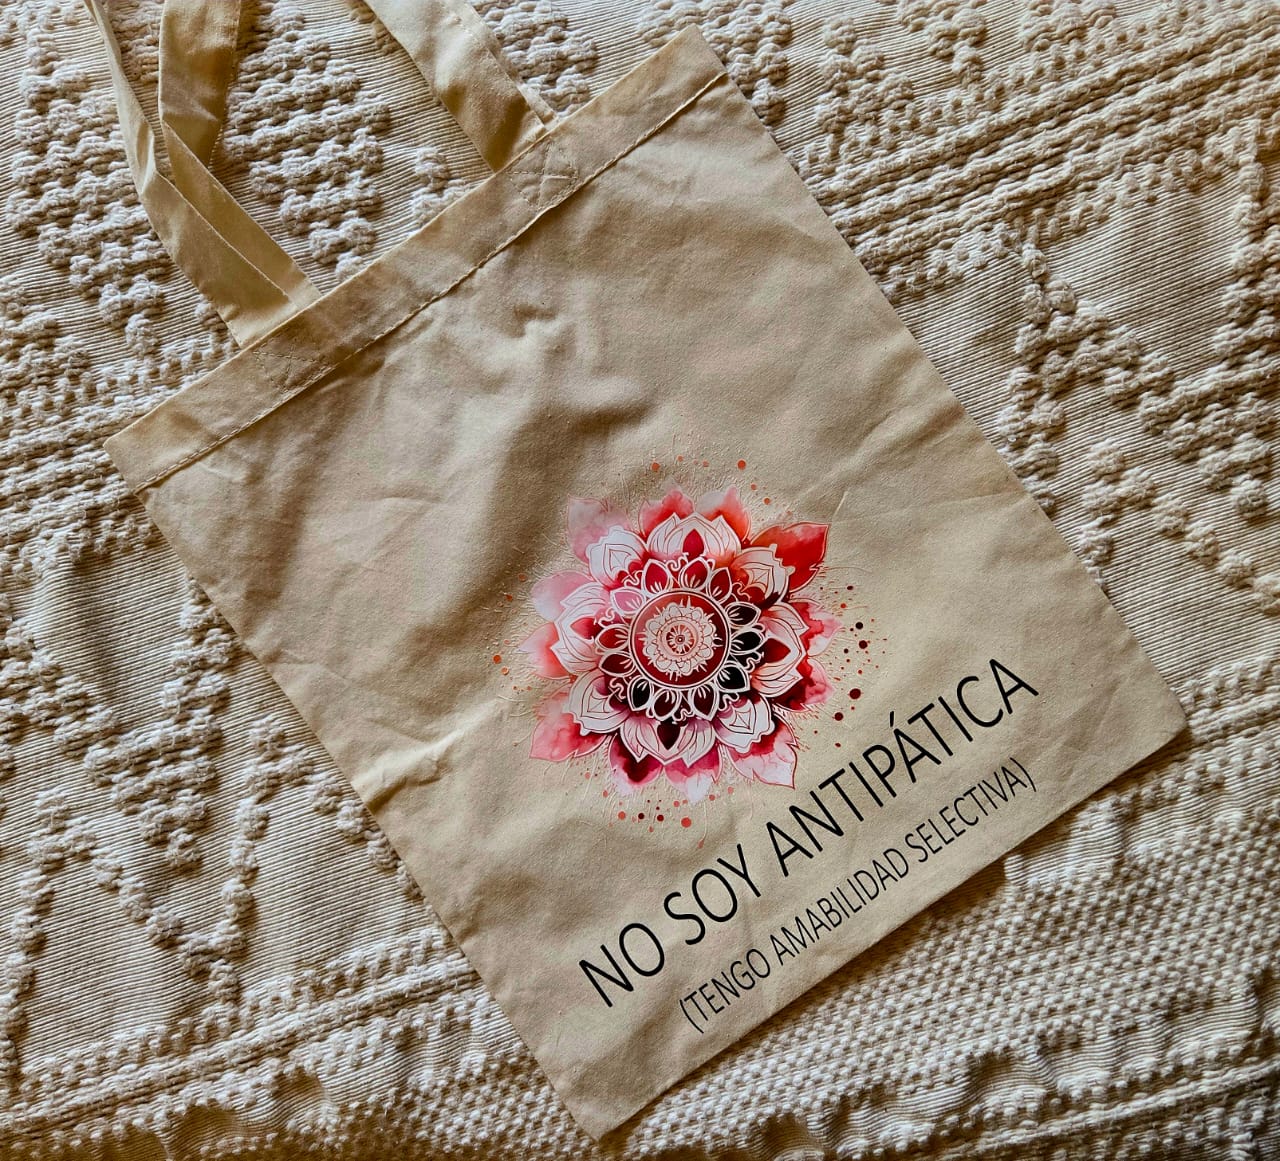 NO SOY ANTIPÁTICA
(TENGO AMABILIDAD SELECTIVA)